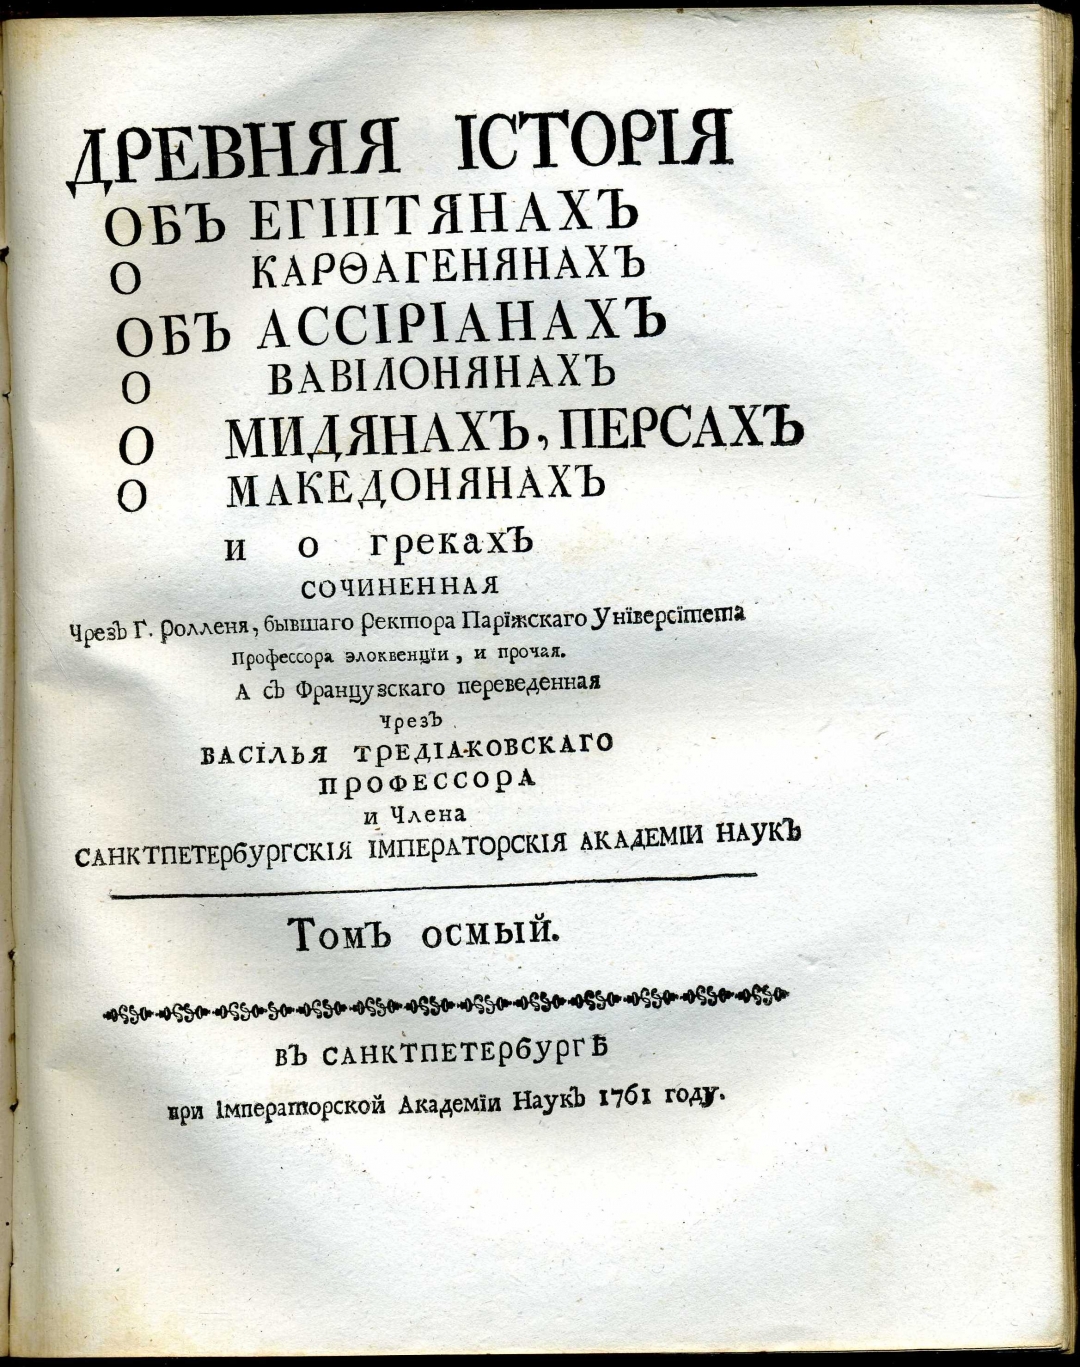 ДРЕВНЯЯ ІСТОРІЯ
ОБЪ ЕГІПТЯНАХЪ
О КАРѲАГЕНЯНАХЪ
ОБЪ АССІРІАНАХЪ
О ВАВІЛОНЯНАХЪ
О МИДЯНАХЪ, ПЕРСАХЪ
О МАКЕДОНЯНАХЪ
и о грекахЪ
СОЧИНЕННАЯ
ЧрезЪ Г. Ролленя, бывшаго Ректора Паріжскаго Унїверсїтета
Профессора элоквенціи, и прочая.
А сЪ Французскаго переведенная
чрезЪ
ВАСІЛЬЯ ТРЕДІАКОВСКАГО
ПРОФЕССОРА
и Члена
САНКТПЕТЕРБУРГСКІЯ ІМПЕРАТОРСКІЯ АКАДЕМІИ НАУКЪ
ТомЪ осмый.
вЪ САНКТПЕТЕРБУРГѢ
при Імператорской Академіи НаукЪ 1761 году.